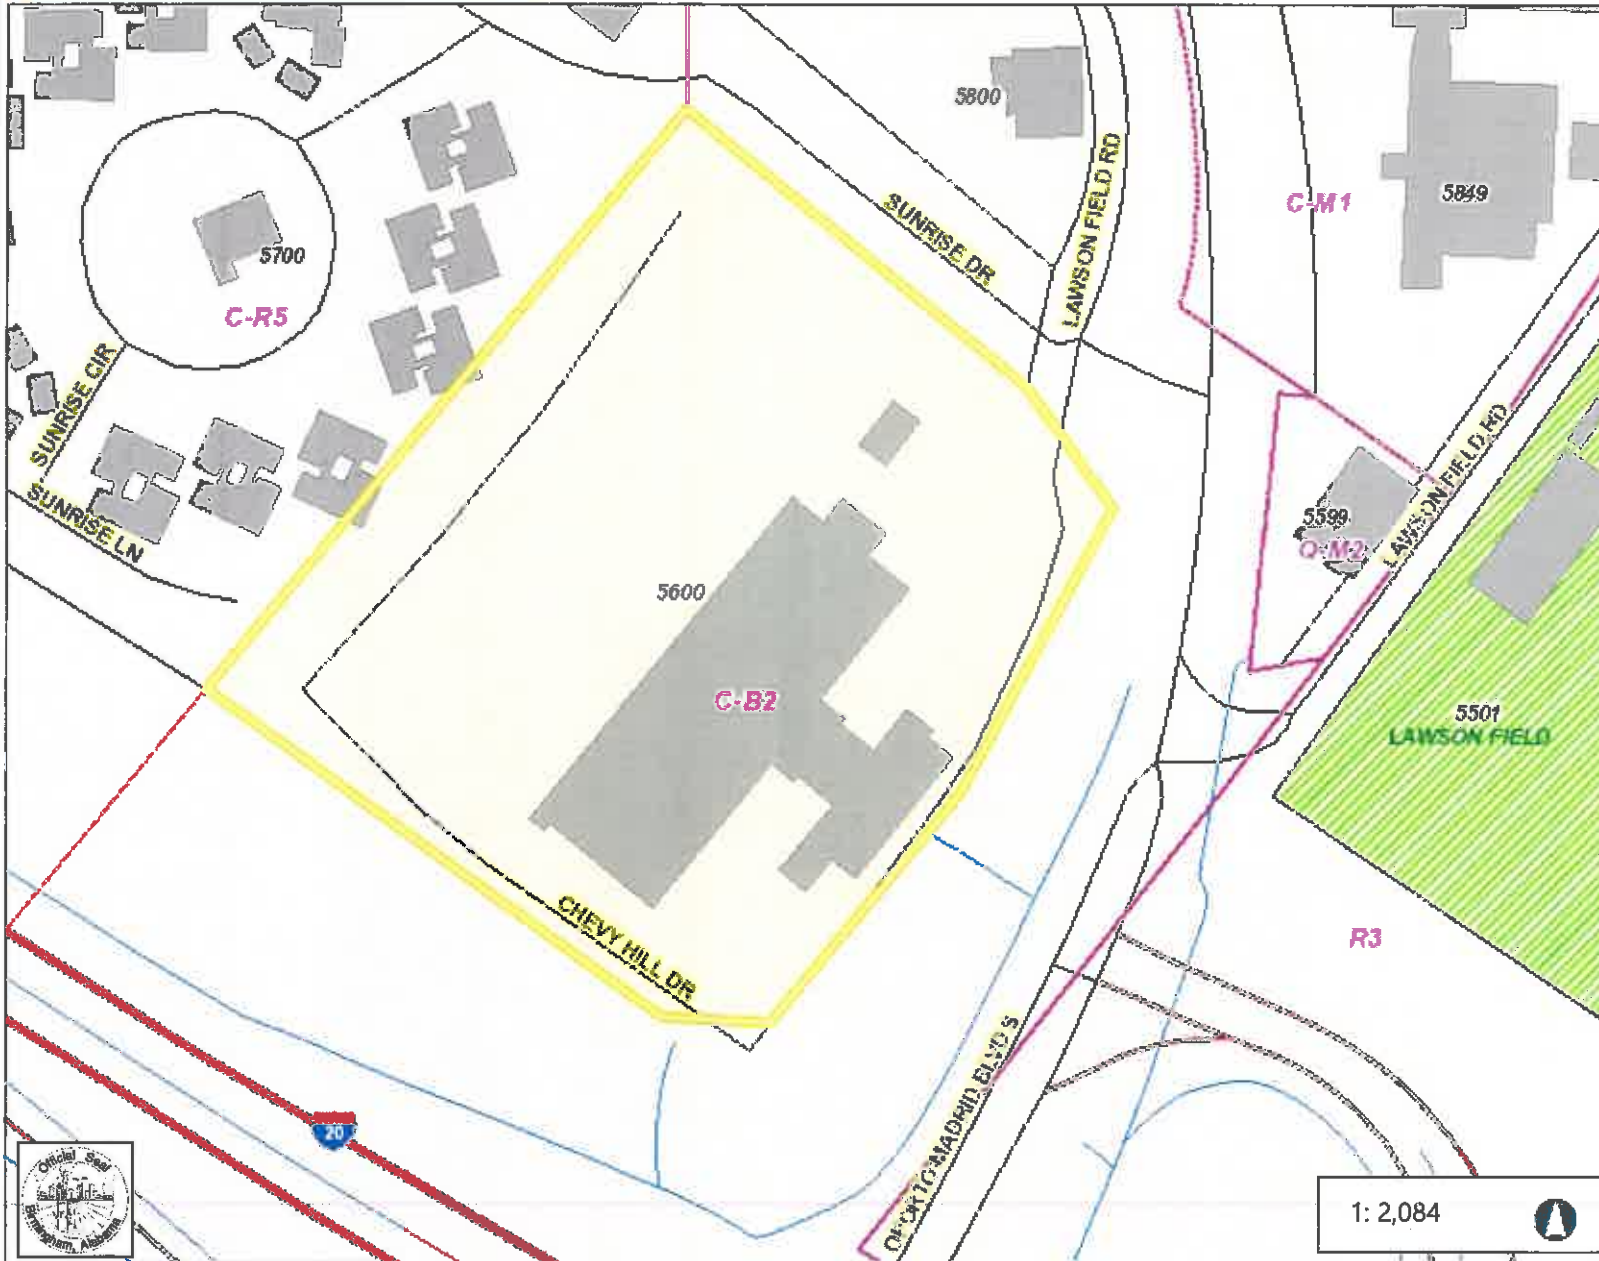 5800
LAWSON FIELD RD
SUNRISE DR
C-M1
5849
5700
C-R5
SUNRISE CIR
SUNRISE LN
5600
C-B2
5599
O-M2
LAWSON FIELD RD
5501
LAWSON FIELD
CHEVY HILL DR
R3
MADRID BLVD S
20
Official Seal
Birmingham, Alabama
1: 2,084